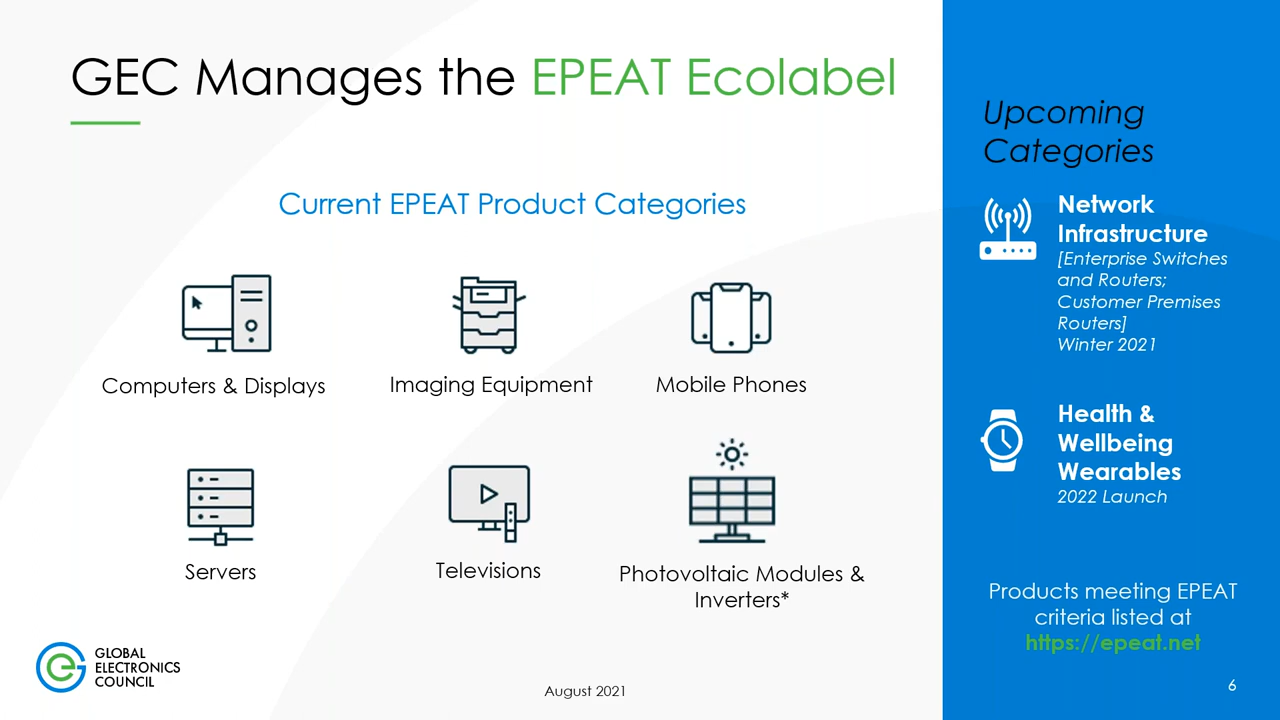 GEC Manages the EPEAT Ecolabel
Current EPEAT Product Categories
Computers & Displays
Imaging Equipment
Mobile Phones
Servers
Televisions
Photovoltaic Modules &
Inverters*
Upcoming
Categories
Network
Infrastructure
[Enterprise Switches
and Routers;
Customer Premises
Routers]
Winter 2021
Health &
Wellbeing
Wearables
2022 Launch
Products meeting EPEAT
criteria listed at
https://epeat.net
GLOBAL
ELECTRONICS
COUNCIL
August 2021
6